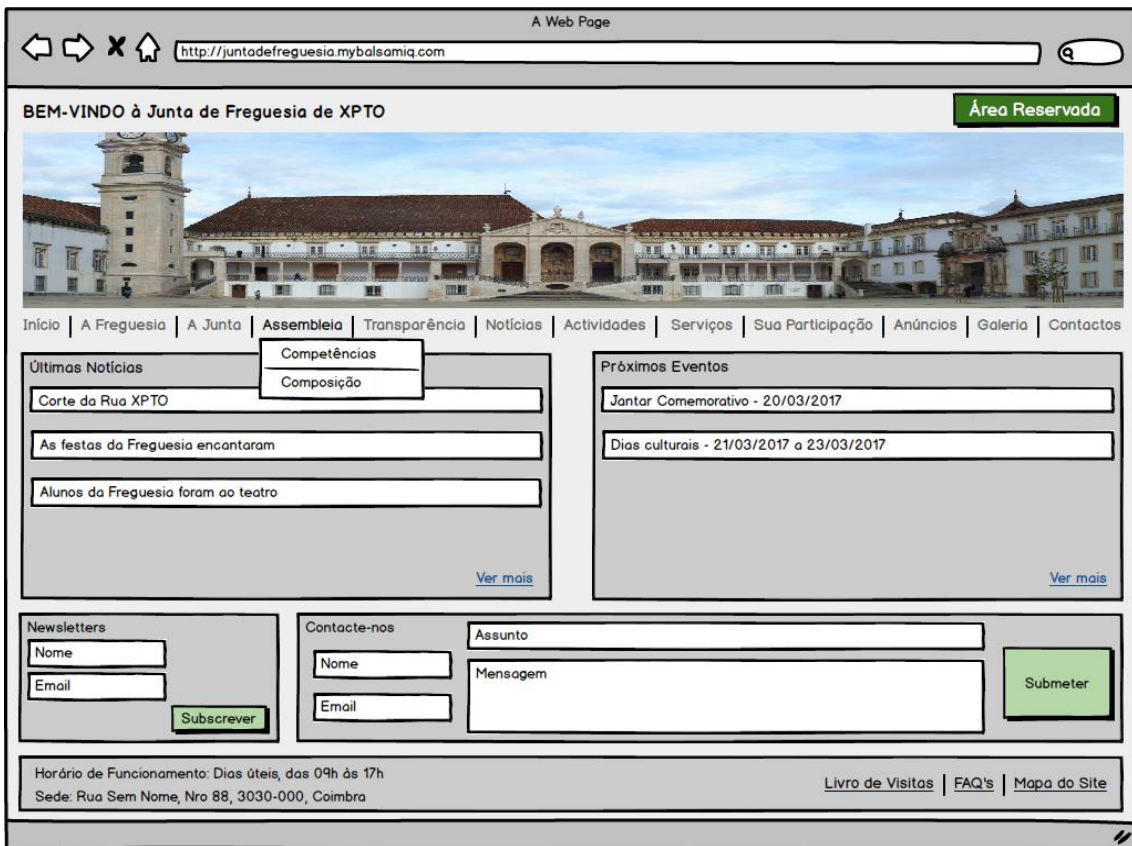 A Web Page
http://juntadefreguesia.mybalsamiq.com
BEM-VINDO à Junta de Freguesia de XPTO
Área Reservada
Início | A Freguesia | A Junta | Assembleia | Transparência | Notícias | Actividades | Serviços | Sua Participação | Anúncios | Galeria | Contactos
Competências
Composição
Últimas Notícias
Corte da Rua XPTO
As festas da Freguesia encantaram
Alunos da Freguesia foram ao teatro
Ver mais
Próximos Eventos
Jantar Comemorativo - 20/03/2017
Dias culturais - 21/03/2017 a 23/03/2017
Ver mais
Newsletters
Nome
Email
Subscrever
Contacte-nos
Nome
Email
Assunto
Mensagem
Submeter
Horário de Funcionamento: Dias úteis, das 09h às 17h
Sede: Rua Sem Nome, Nro 88, 3030-000, Coimbra
Livro de Visitas | FAQ's | Mapa do Site